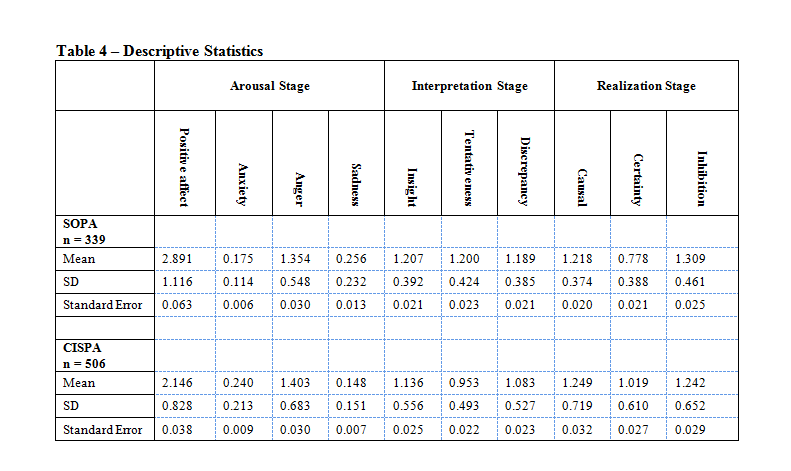 Table 4 – Descriptive Statistics
Arousal Stage Interpretation Stage Realization Stage
Positive affect Anxiety Anger Sadness Insight Tentativeness Discrepancy Causal Certainty Inhibition
SOPA
n = 339
Mean 2.891 0.175 1.354 0.256 1.207 1.200 1.189 1.218 0.778 1.309
SD 1.116 0.114 0.548 0.232 0.392 0.424 0.385 0.374 0.388 0.461
Standard Error 0.063 0.006 0.030 0.013 0.021 0.023 0.021 0.020 0.021 0.025
CISPA
n = 506
Mean 2.146 0.240 1.403 0.148 1.136 0.953 1.083 1.249 1.019 1.242
SD 0.828 0.213 0.683 0.151 0.556 0.493 0.527 0.719 0.610 0.652
Standard Error 0.038 0.009 0.030 0.007 0.025 0.022 0.023 0.032 0.027 0.029